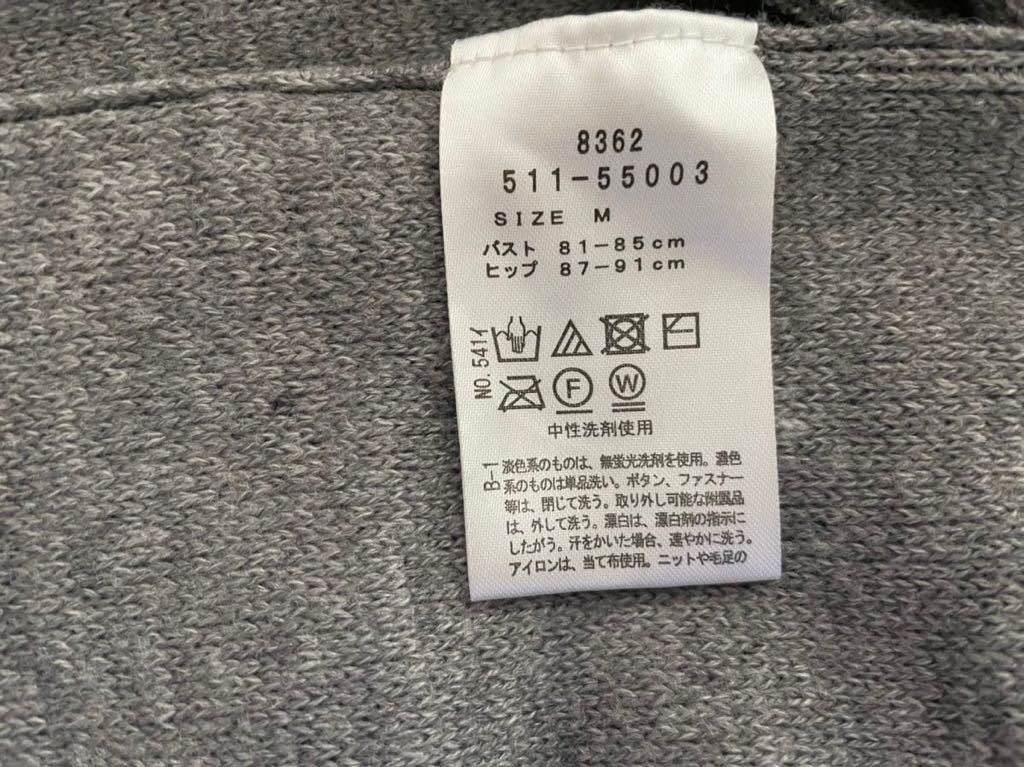 8362
511-55003
SIZE M
バスト 81-85cm
ヒップ 87-91cm
NO. 541イ
F W
中性洗剤使用
B-1
淡色系のものは、無蛍光洗剤を使用。濃色
系のものは単品洗い。ボタン、ファスナー
等は、閉じて洗う。取り外し可能な附属品
は、外して洗う。漂白は、漂白剤の指示に
したがう。汗をかいた場合、速やかに洗う。
アイロンは、当て布使用。ニットや毛足の